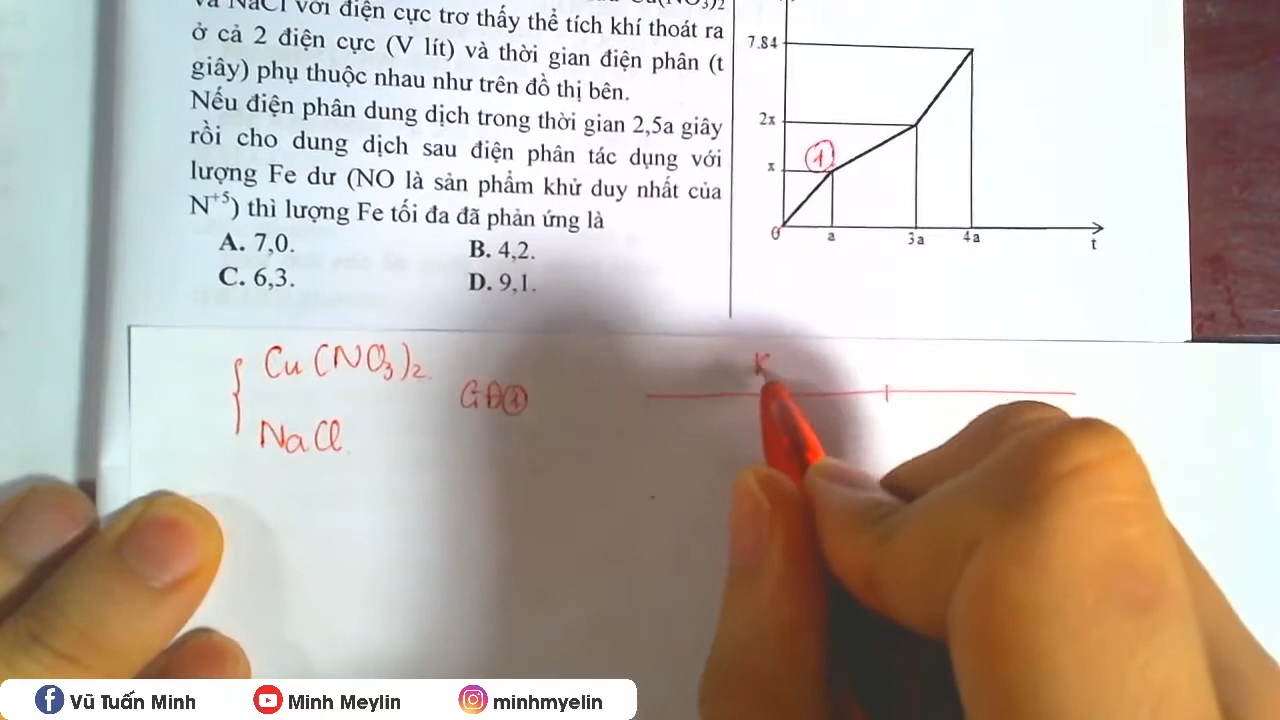 Cu(NO3)2
và NaCl với điện cực trơ thấy thể tích khí thoát ra
ở cả 2 điện cực (V lít) và thời gian điện phân (t
giây) phụ thuộc nhau như trên đồ thị bên.
Nếu điện phân dung dịch trong thời gian 2,5a giây
rồi cho dung dịch sau điện phân tác dụng với
lượng Fe dư (NO là sản phẩm khử duy nhất của
N+5) thì lượng Fe tối đa đã phản ứng là
A. 7,0. B. 4,2.
C. 6,3. D. 9,1.
7.84
2x
x
0 a 3a 4a t
1
Cu(NO3)2
NaCl
GĐ1
K
Vũ Tuấn Minh
Minh Meylin
minhmyelin